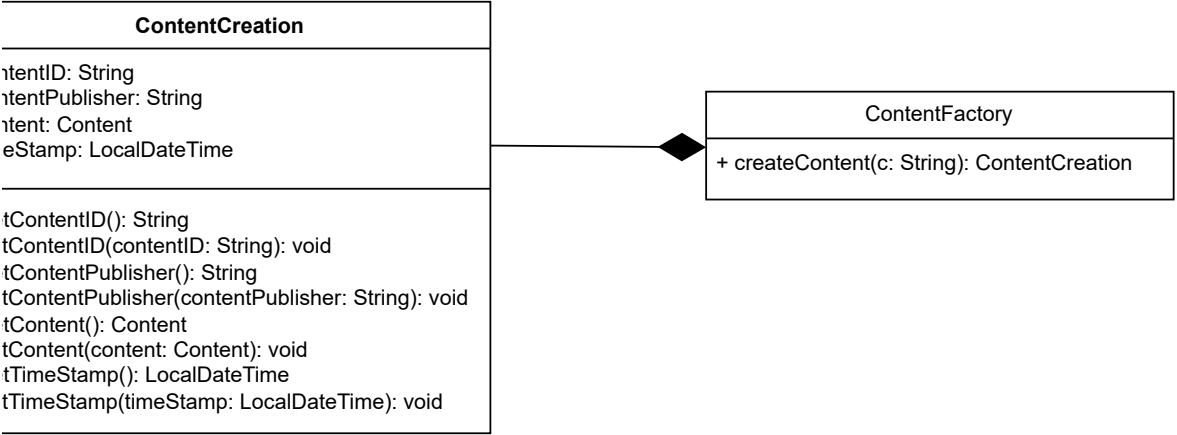 ContentCreation
ntentID: String
ntentPublisher: String
ntent: Content
eStamp: LocalDateTime
tContentID(): String
tContentID(contentID: String): void
tContentPublisher(): String
tContentPublisher(contentPublisher: String): void
tContent(): Content
tContent(content: Content): void
tTimeStamp(): LocalDateTime
tTimeStamp(timeStamp: LocalDateTime): void
ContentFactory
+ createContent(c: String): ContentCreation